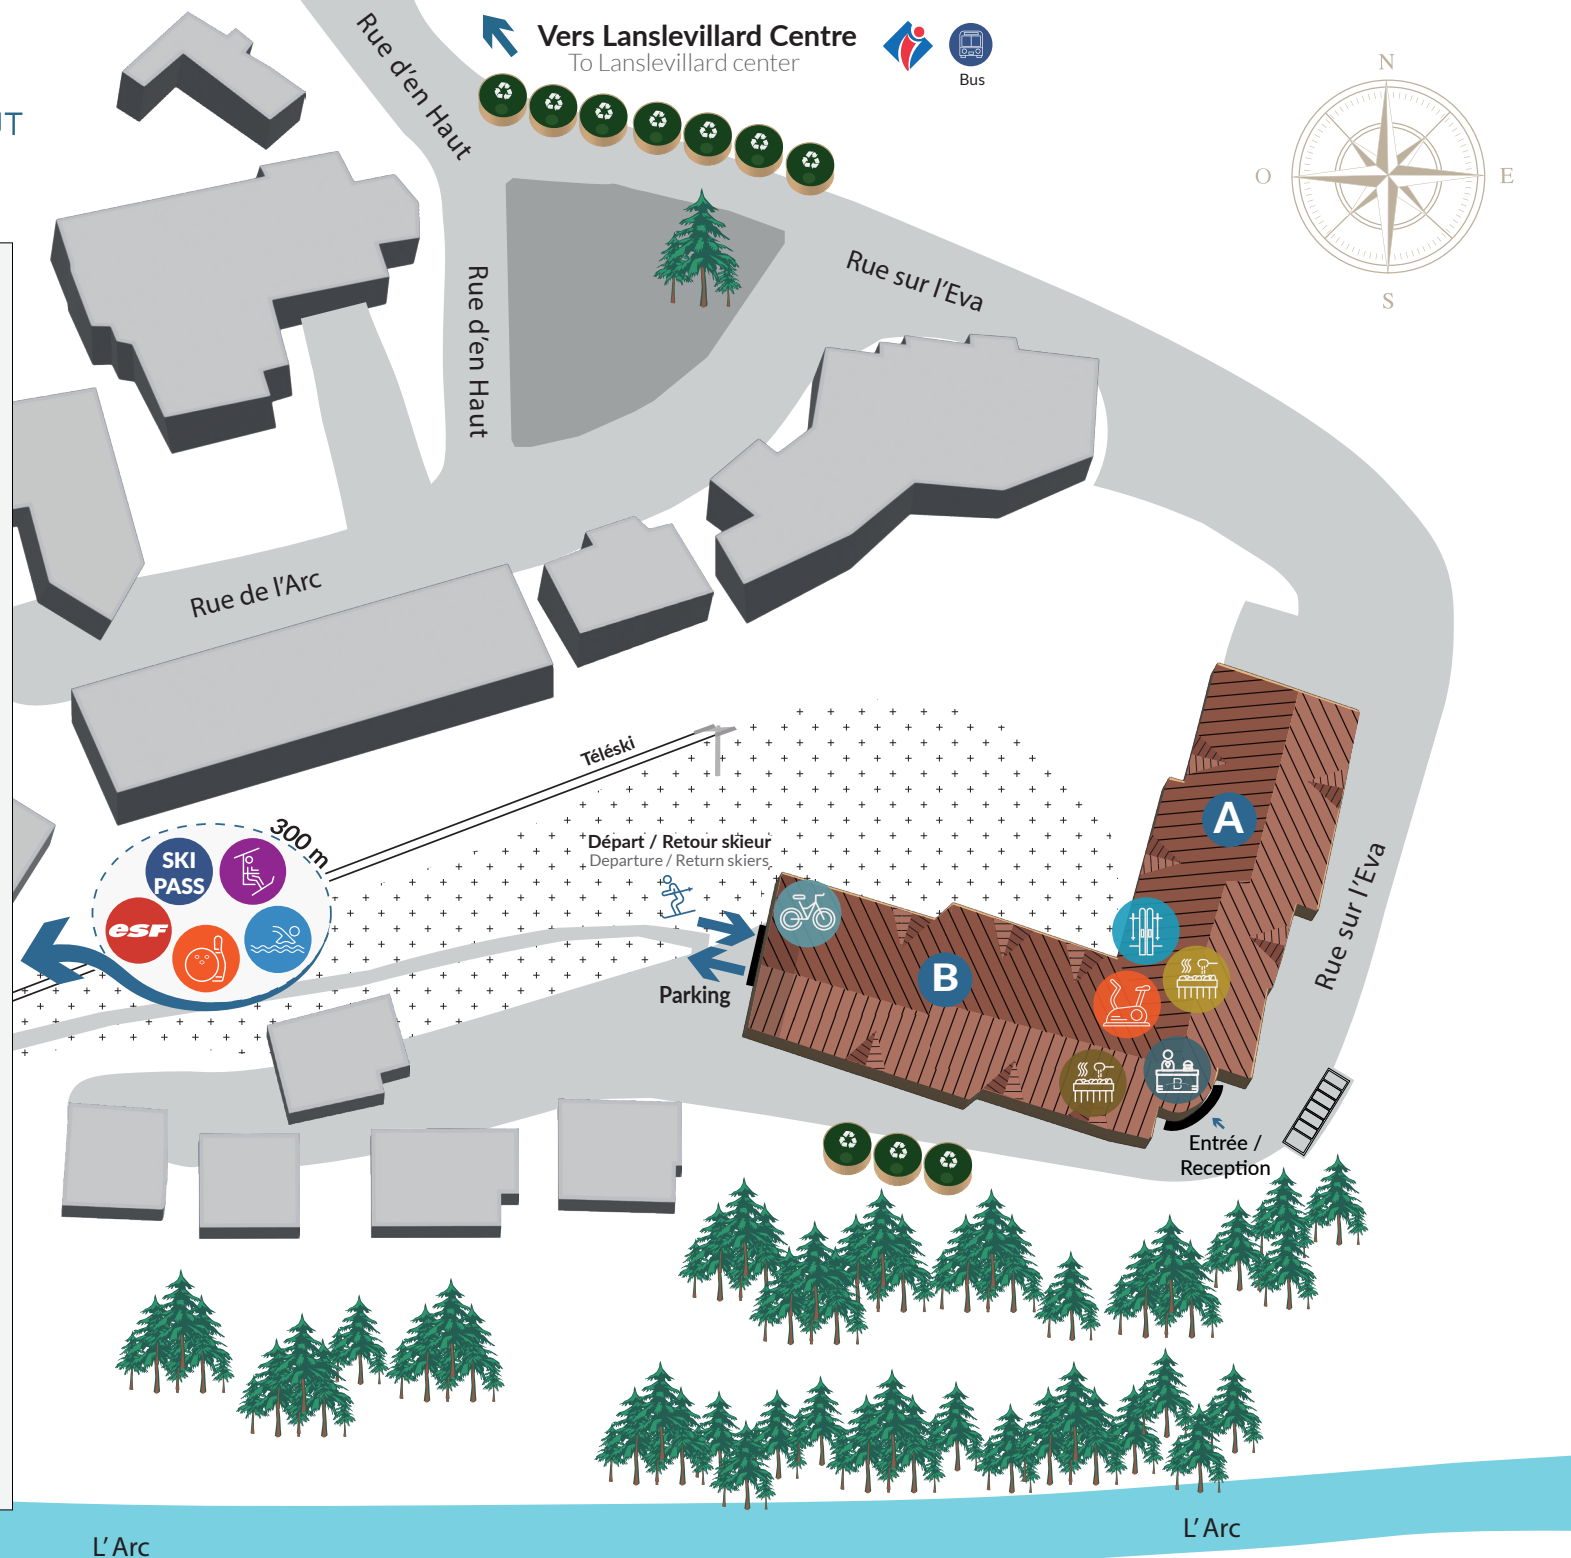 UT
Rue d'en Haut
Vers Lanslevillard Centre
To Lanslevillard center
Bus
N
O
E
S
Rue d'en Haut
Rue sur l'Eva
Rue de l'Arc
Téléski
300 m
SKI
PASS
esf
Départ / Retour skieur
Departure / Return skiers
Parking
A
B
Rue sur l'Eva
Entrée /
Reception
L' Arc
L' Arc